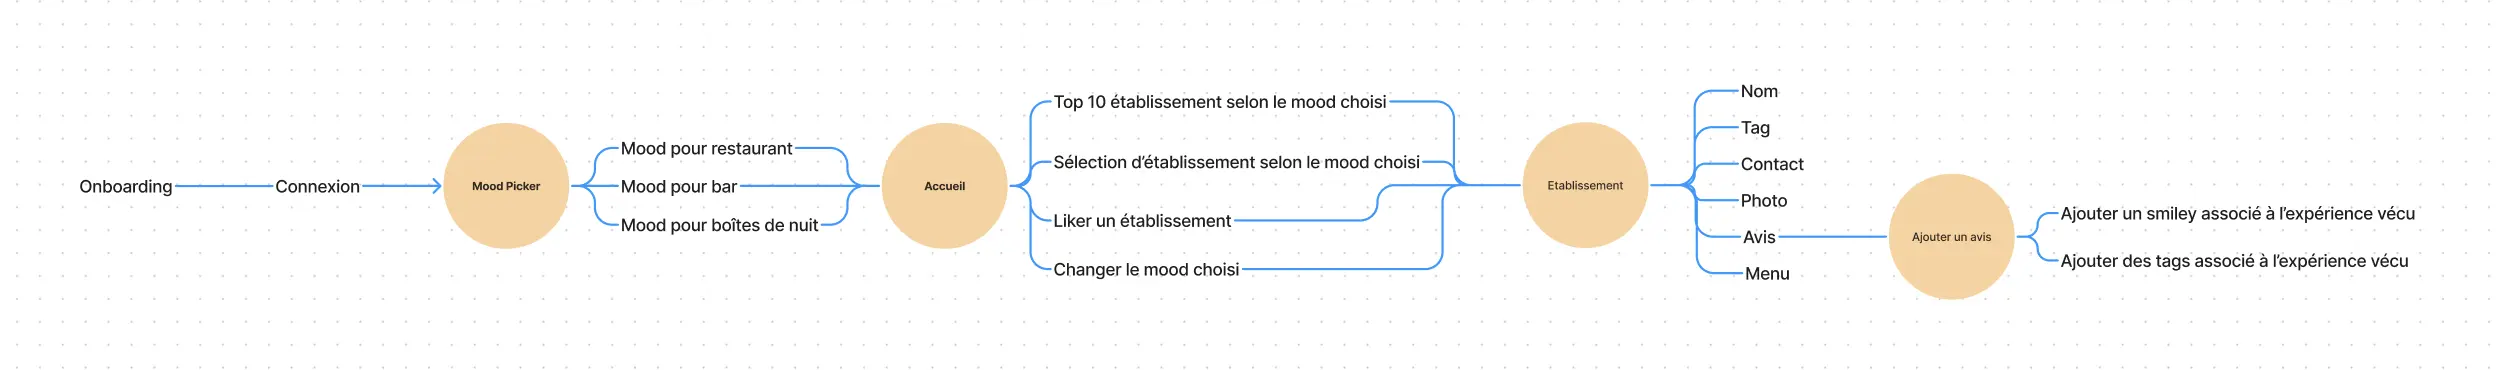 Onboarding
Connexion
Mood Picker
Mood pour restaurant
Mood pour bar
Mood pour boîtes de nuit
Accueil
Top 10 établissement selon le mood choisi
Sélection d’établissement selon le mood choisi
Liker un établissement
Changer le mood choisi
Etablissement
Nom
Tag
Contact
Photo
Avis
Menu
Ajouter un avis
Ajouter un smiley associé à l’expérience vécu
Ajouter des tags associé à l’expérience vécu